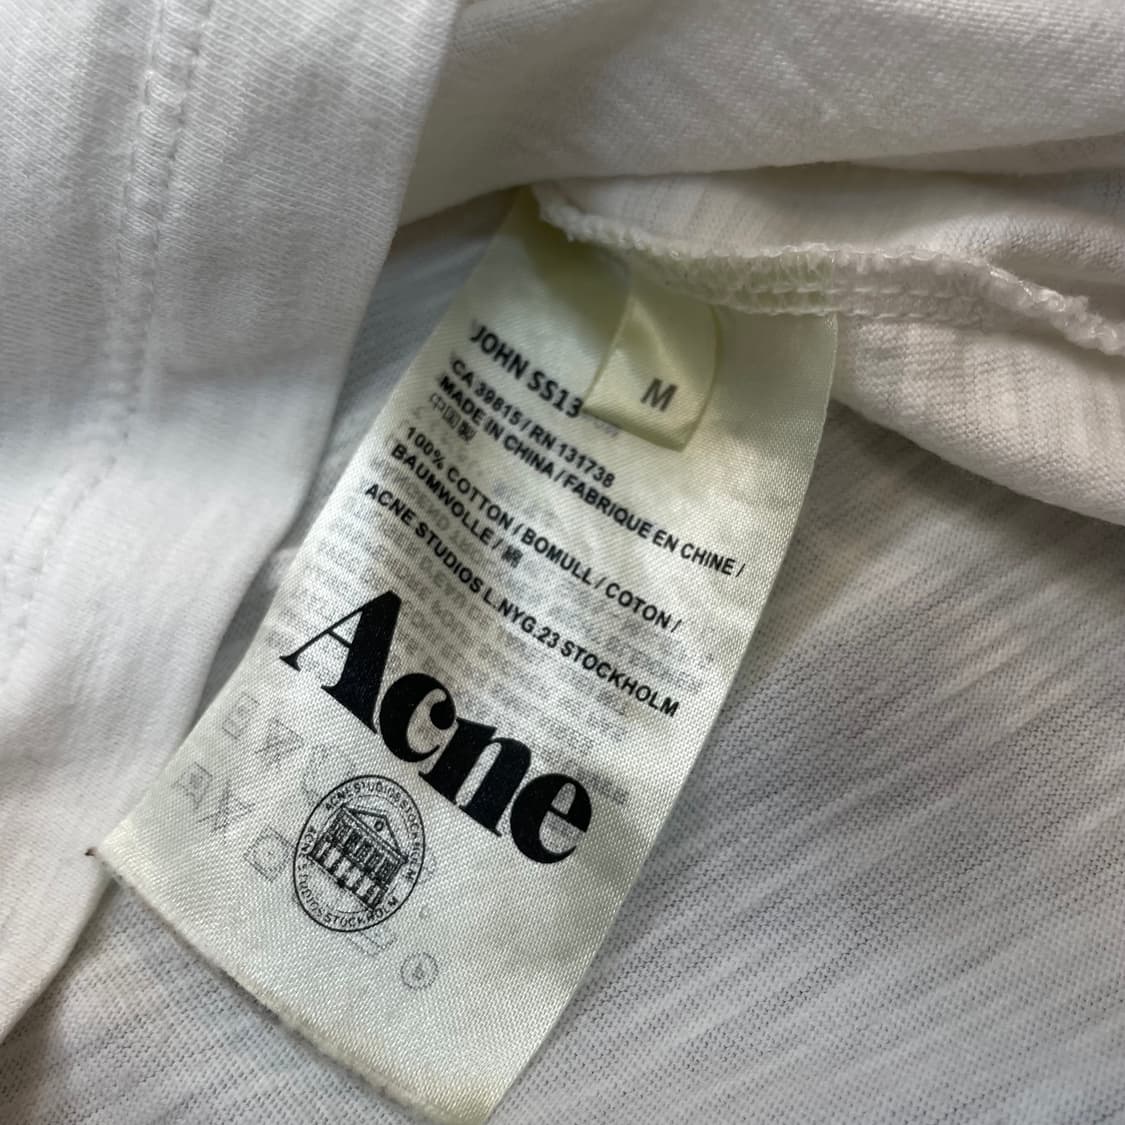 JOHN SS13
M
CA 39815 / RN 131738
MADE IN CHINA / FABRIQUE EN CHINE /
中国製
100% COTTON / BOMULL / COTON /
BAUMWOLLE / 綿
ACNE STUDIOS L.NYG.23 STOCKHOLM
Acne
ACNE STUDIOS STOCKHOLM
ACNE STUDIOS STOCKHOLM